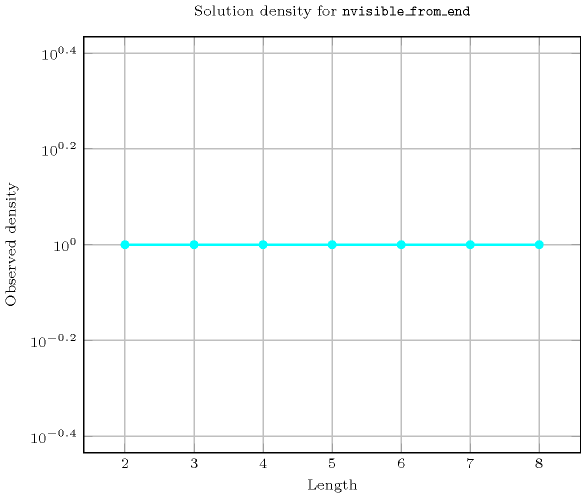 Solution density for nvisible_from_end
10^0.4
10^0.2
10^0
10^−0.2
10^−0.4
Observed density
2 3 4 5 6 7 8
Length